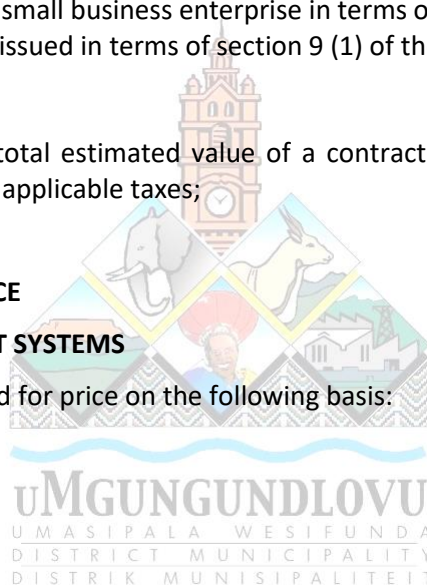 small business enterprise in terms o
issued in terms of section 9 (1) of th
total estimated value of a contract
applicable taxes;
CE
T SYSTEMS
d for price on the following basis:
UMGUNGUNDLOVU
UMASIPALA WESIFUNDA
DISTRICT MUNICIPALITY
DISTRIK MUNISIPALITEIT